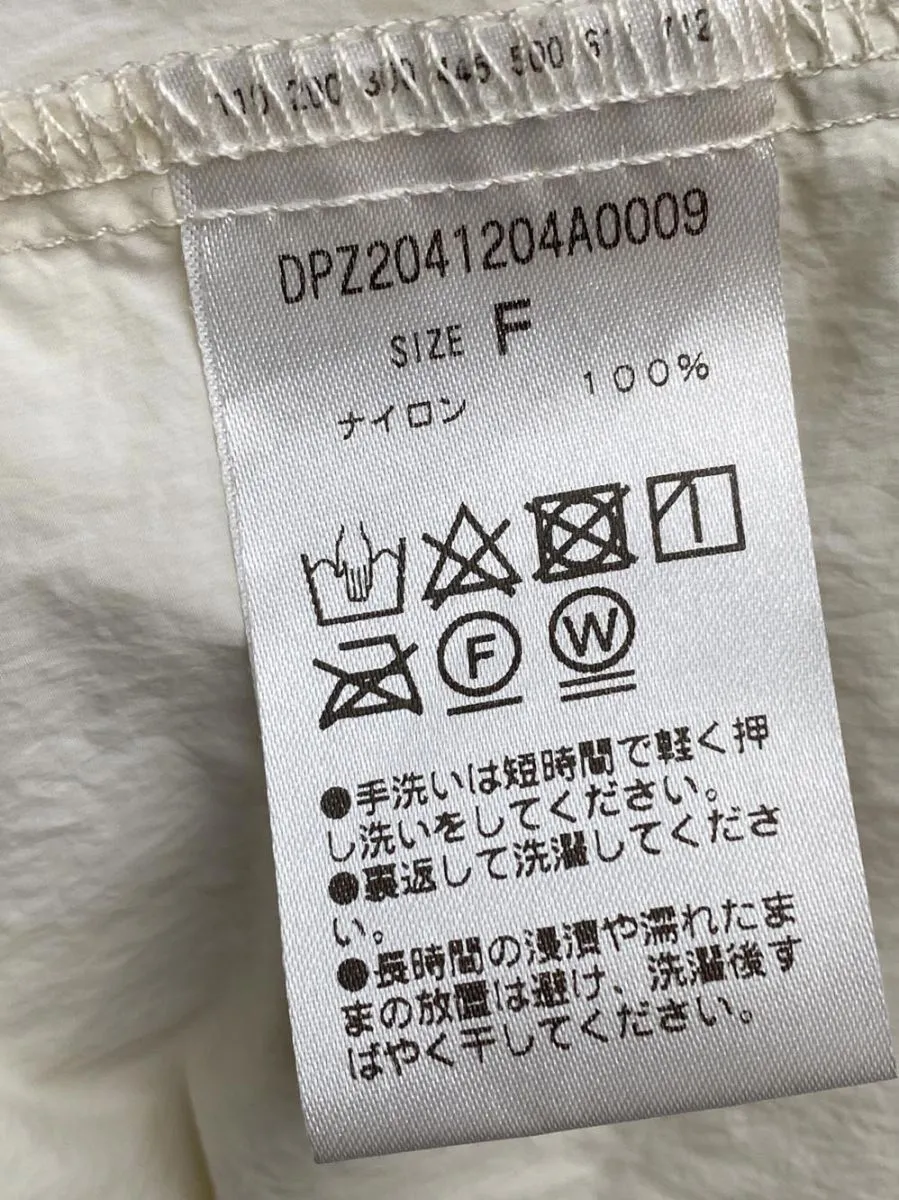 110 200 300 445 500 61 712
DPZ2041204A0009
SIZE F
ナイロン 100%
F W
●手洗いは短時間で軽く押
し洗いをしてください。
●裏返して洗濯してくださ
い。
●長時間の浸漬や濡れたま
まの放置は避け、洗濯後す
ばやく干してください。